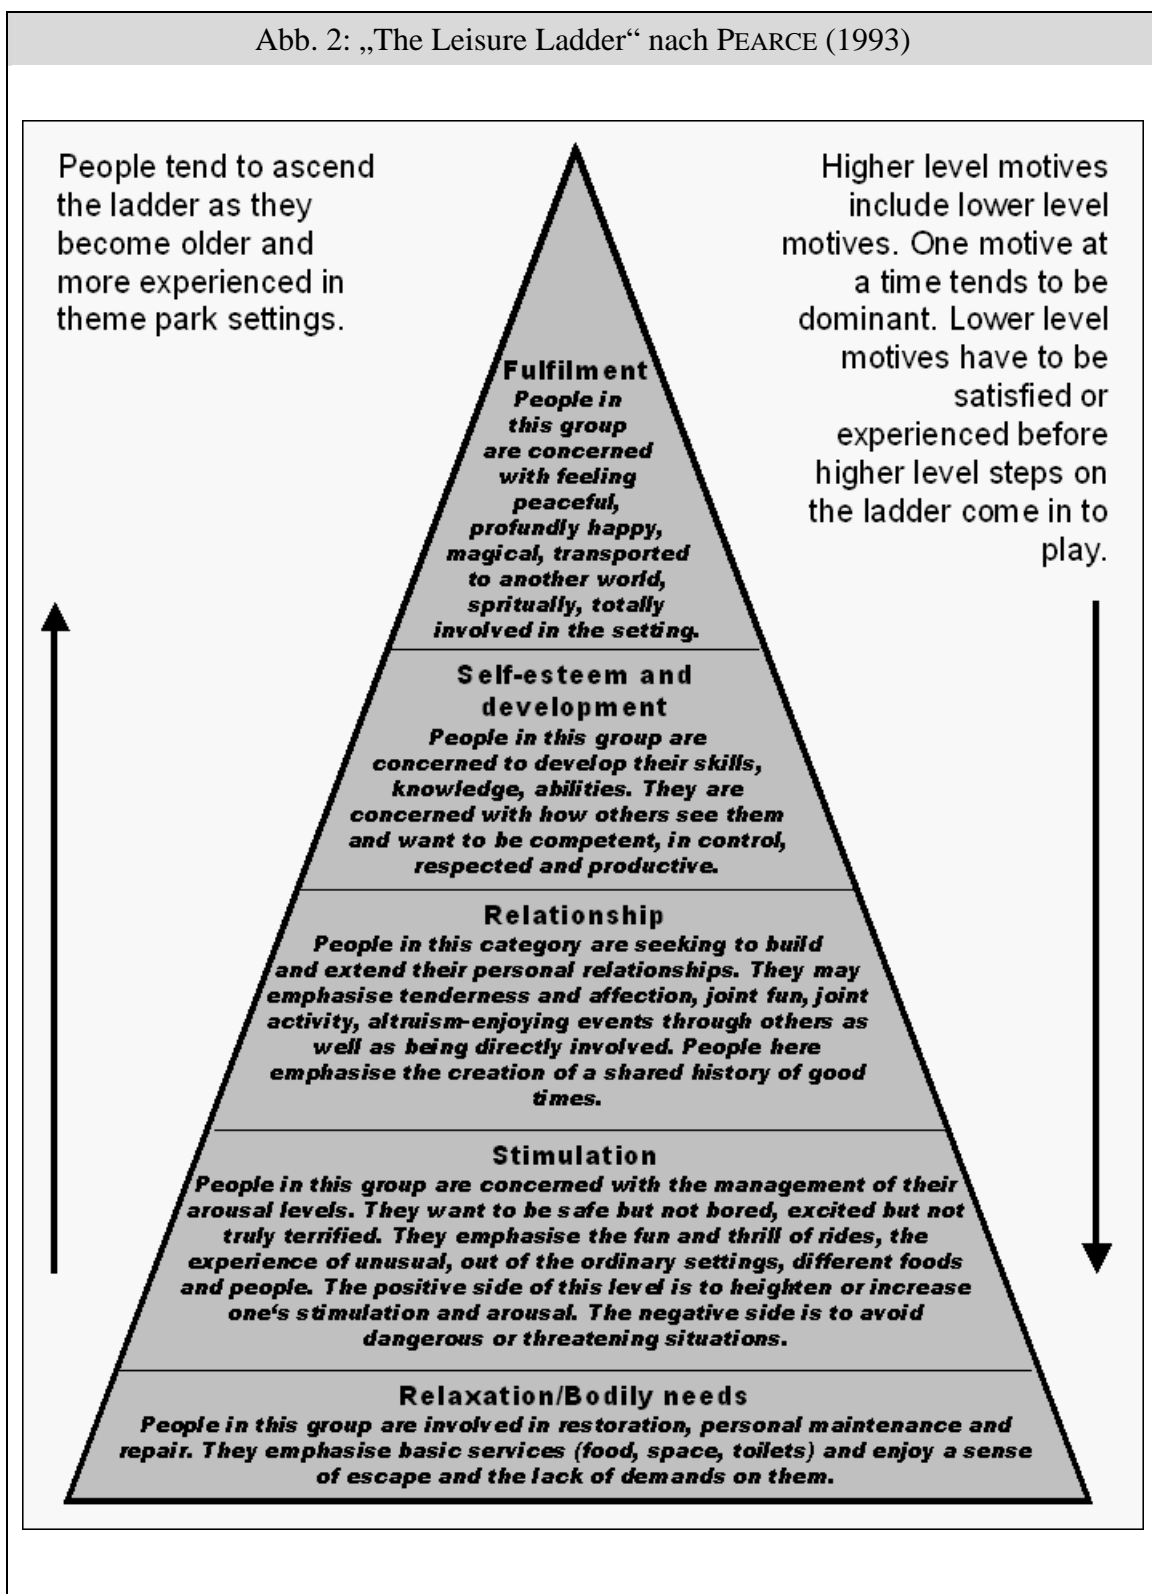 Abb. 2: „The Leisure Ladder“ nach PEARCE (1993)
People tend to ascend
the ladder as they
become older and
more experienced in
theme park settings.
Higher level motives
include lower level
motives. One motive at
a time tends to be
dominant. Lower level
motives have to be
satisfied or
experienced before
higher level steps on
the ladder come in to
play.
Fulfilment
People in
this group
are concerned
with feeling
peaceful,
profundly happy,
magical, transported
to another world,
spritually, totally
involved in the setting.
Self-esteem and
development
People in this group are
concerned to develop their skills,
knowledge, abilities. They are
concerned with how others see them
and want to be competent, in control,
respected and productive.
Relationship
People in this category are seeking to build
and extend their personal relationships. They may
emphasise tenderness and affection, joint fun, joint
activity, altruism-enjoying events through others as
well as being directly involved. People here
emphasise the creation of a shared history of good
times.
Stimulation
People in this group are concerned with the management of their
arousal levels. They want to be safe but not bored, excited but not
truly terrified. They emphasise the fun and thrill of rides, the
experience of unusual, out of the ordinary settings, different foods
and people. The positive side of this level is to heighten or increase
one‘s stimulation and arousal. The negative side is to avoid
dangerous or threatening situations.
Relaxation/Bodily needs
People in this group are involved in restoration, personal maintenance and
repair. They emphasise basic services (food, space, toilets) and enjoy a sense
of escape and the lack of demands on them.